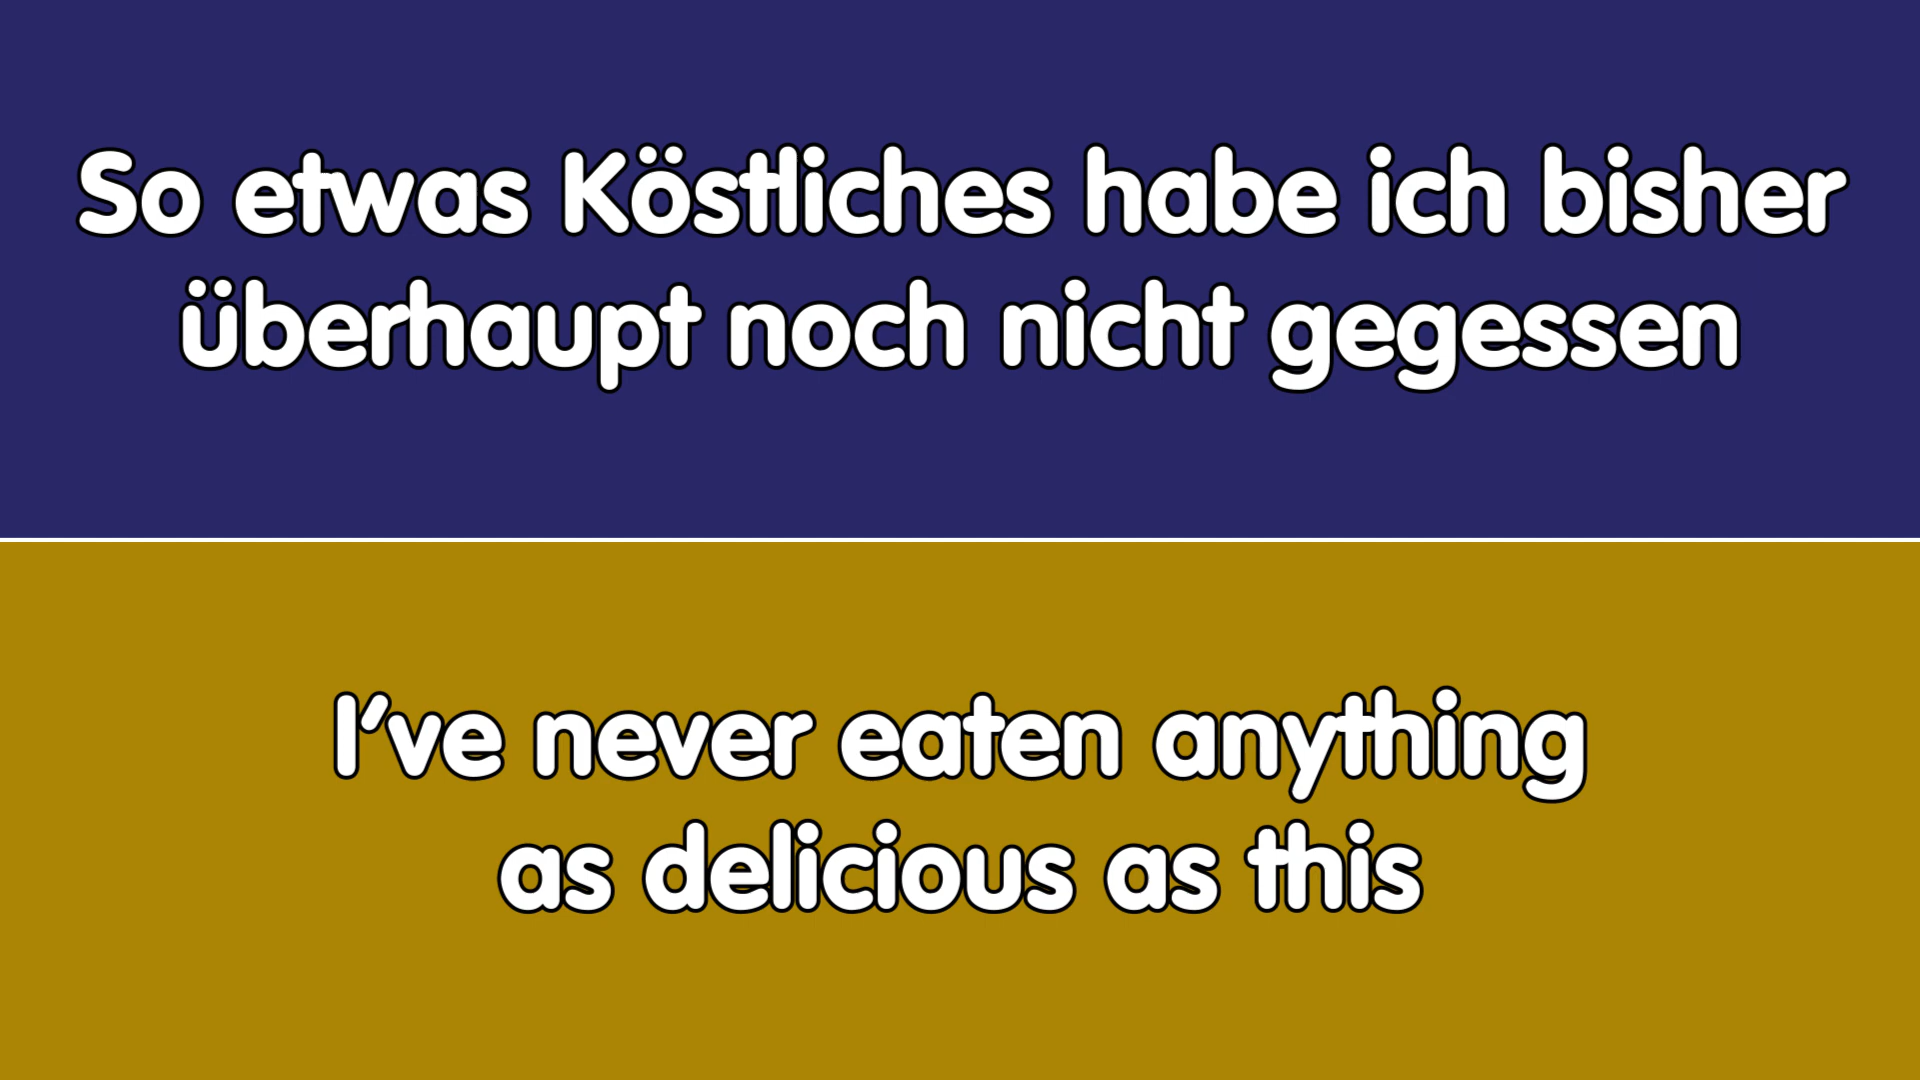 So etwas Köstliches habe ich bisher
überhaupt noch nicht gegessen
I've never eaten anything
as delicious as this